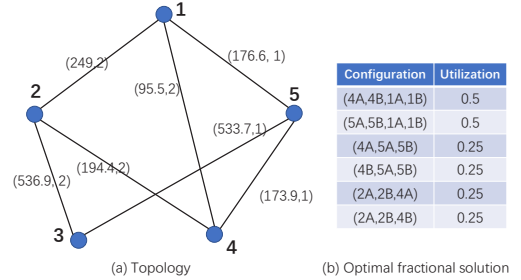 1
(249,2)
(176.6, 1)
(95.5,2)
2
5
(533.7,1)
(194.4,2)
(536.9, 2)
(173.9,1)
3
4
(a) Topology
Configuration Utilization
(4A,4B,1A,1B) 0.5
(5A,5B,1A,1B) 0.5
(4A,5A,5B) 0.25
(4B,5A,5B) 0.25
(2A,2B,4A) 0.25
(2A,2B,4B) 0.25
(b) Optimal fractional solution